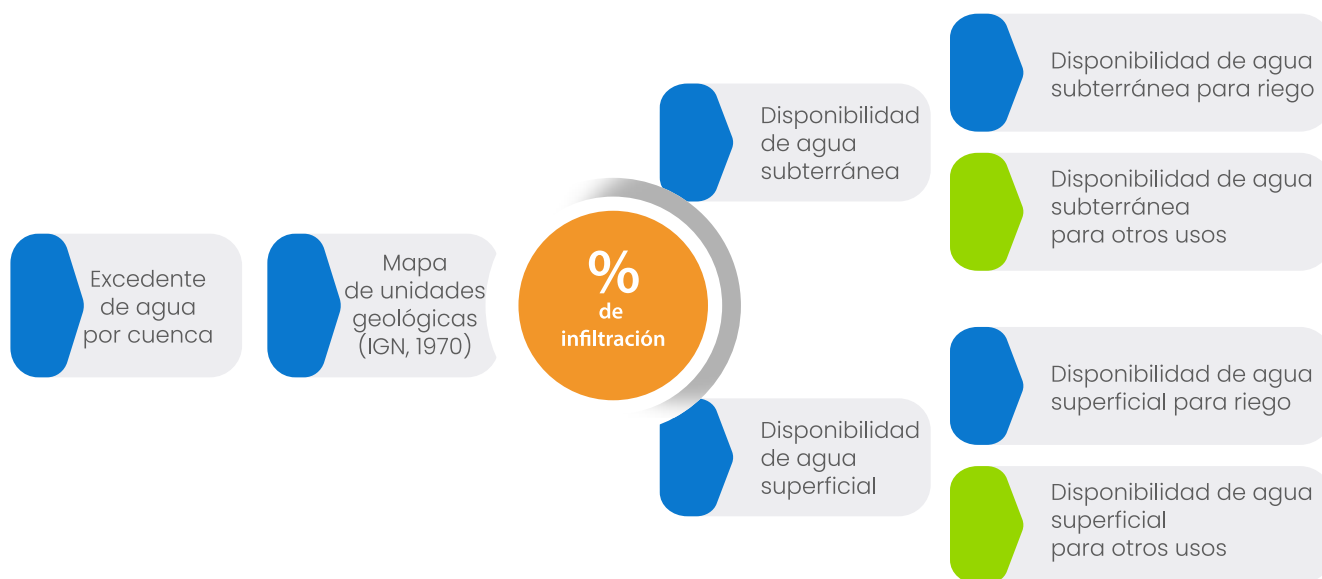 Excedente
de agua
por cuenca
Mapa
de unidades
geológicas
(IGN, 1970)
%
de
infiltración
Disponibilidad
de agua
subterránea
Disponibilidad de agua
subterránea para riego
Disponibilidad de agua
subterránea
para otros usos
Disponibilidad
de agua
superficial
Disponibilidad de agua
superficial para riego
Disponibilidad de agua
superficial
para otros usos